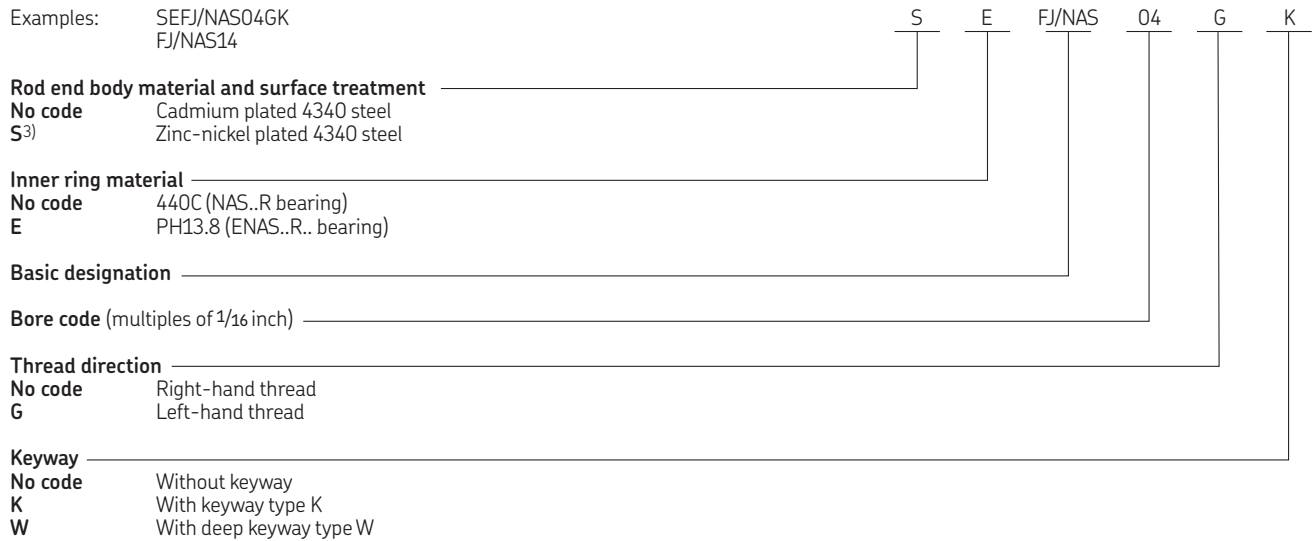 Examples: SEFJ/NAS04GK S E FJ/NAS 04 G K
FJ/NAS14
Rod end body material and surface treatment
No code Cadmium plated 4340 steel
S3) Zinc-nickel plated 4340 steel
Inner ring material
No code 440C (NAS..R bearing)
E PH13.8 (ENAS..R.. bearing)
Basic designation
Bore code (multiples of 1/16 inch)
Thread direction
No code Right-hand thread
G Left-hand thread
Keyway
No code Without keyway
K With keyway type K
W With deep keyway type W